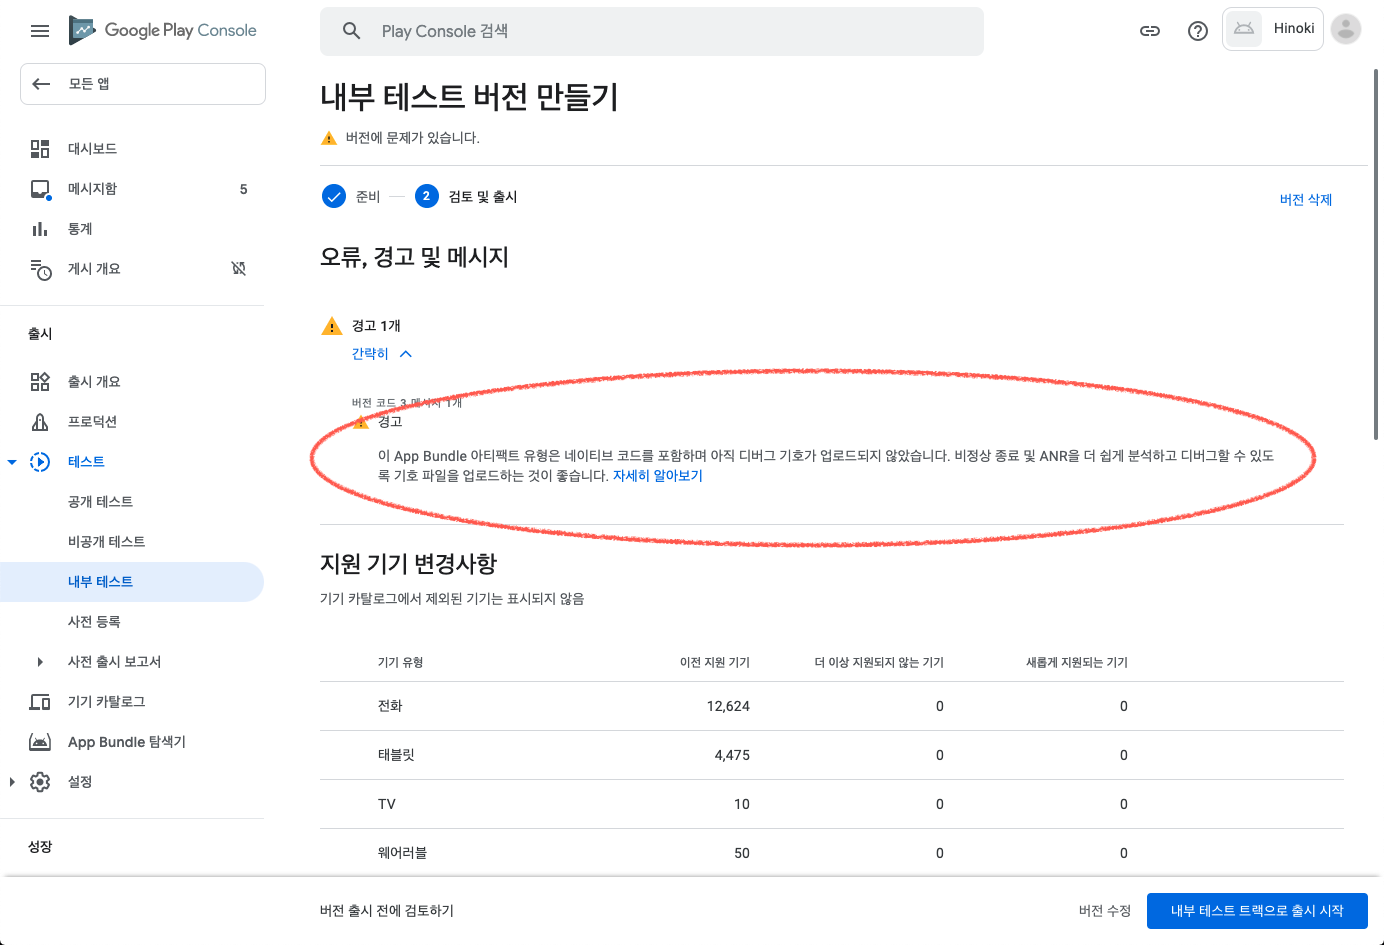 Google Play Console
Play Console 검색
Hinoki
모든 앱
대시보드
메시지함 5
통계
게시 개요
출시
출시 개요
프로덕션
테스트
공개 테스트
비공개 테스트
내부 테스트
사전 등록
사전 출시 보고서
기기 카탈로그
App Bundle 탐색기
설정
성장
내부 테스트 버전 만들기
버전에 문제가 있습니다.
준비
2 검토 및 출시
버전 삭제
오류, 경고 및 메시지
경고 1개
간략히
버전 코드 3 메시지 1개
경고
이 App Bundle 아티팩트 유형은 네이티브 코드를 포함하며 아직 디버그 기호가 업로드되지 않았습니다. 비정상 종료 및 ANR을 더 쉽게 분석하고 디버그할 수 있도
록 기호 파일을 업로드하는 것이 좋습니다. 자세히 알아보기
지원 기기 변경사항
기기 카탈로그에서 제외된 기기는 표시되지 않음
기기 유형 이전 지원 기기 더 이상 지원되지 않는 기기 새롭게 지원되는 기기
전화 12,624 0 0
태블릿 4,475 0 0
TV 10 0 0
웨어러블 50 0 0
버전 출시 전에 검토하기
버전 수정
내부 테스트 트랙으로 출시 시작